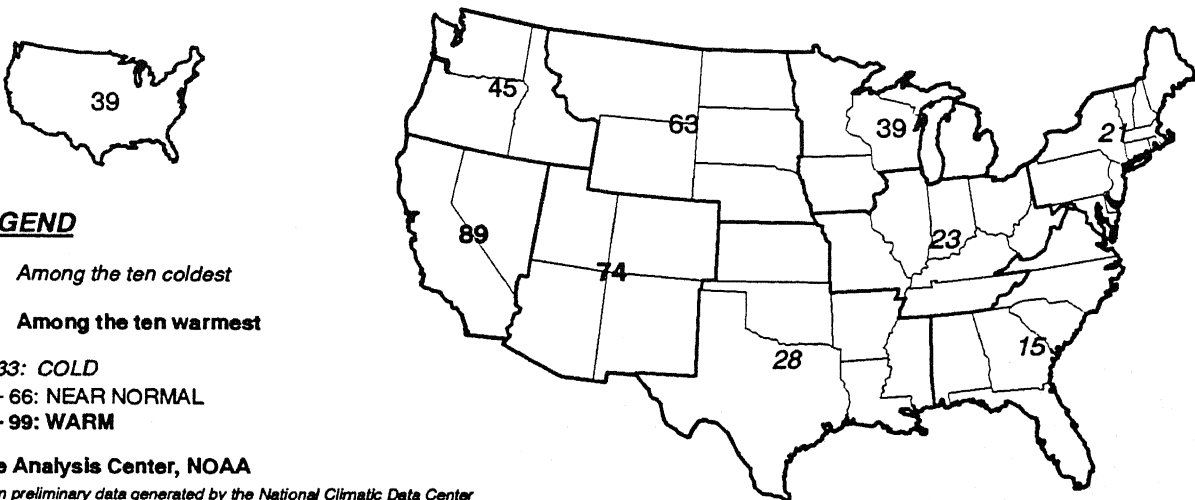 39
GEND
Among the ten coldest
Among the ten warmest
33: COLD
- 66: NEAR NORMAL
- 99: WARM
e Analysis Center, NOAA
n preliminary data generated by the National Climatic Data Center
45
63
39
21
89
74
23
28
15